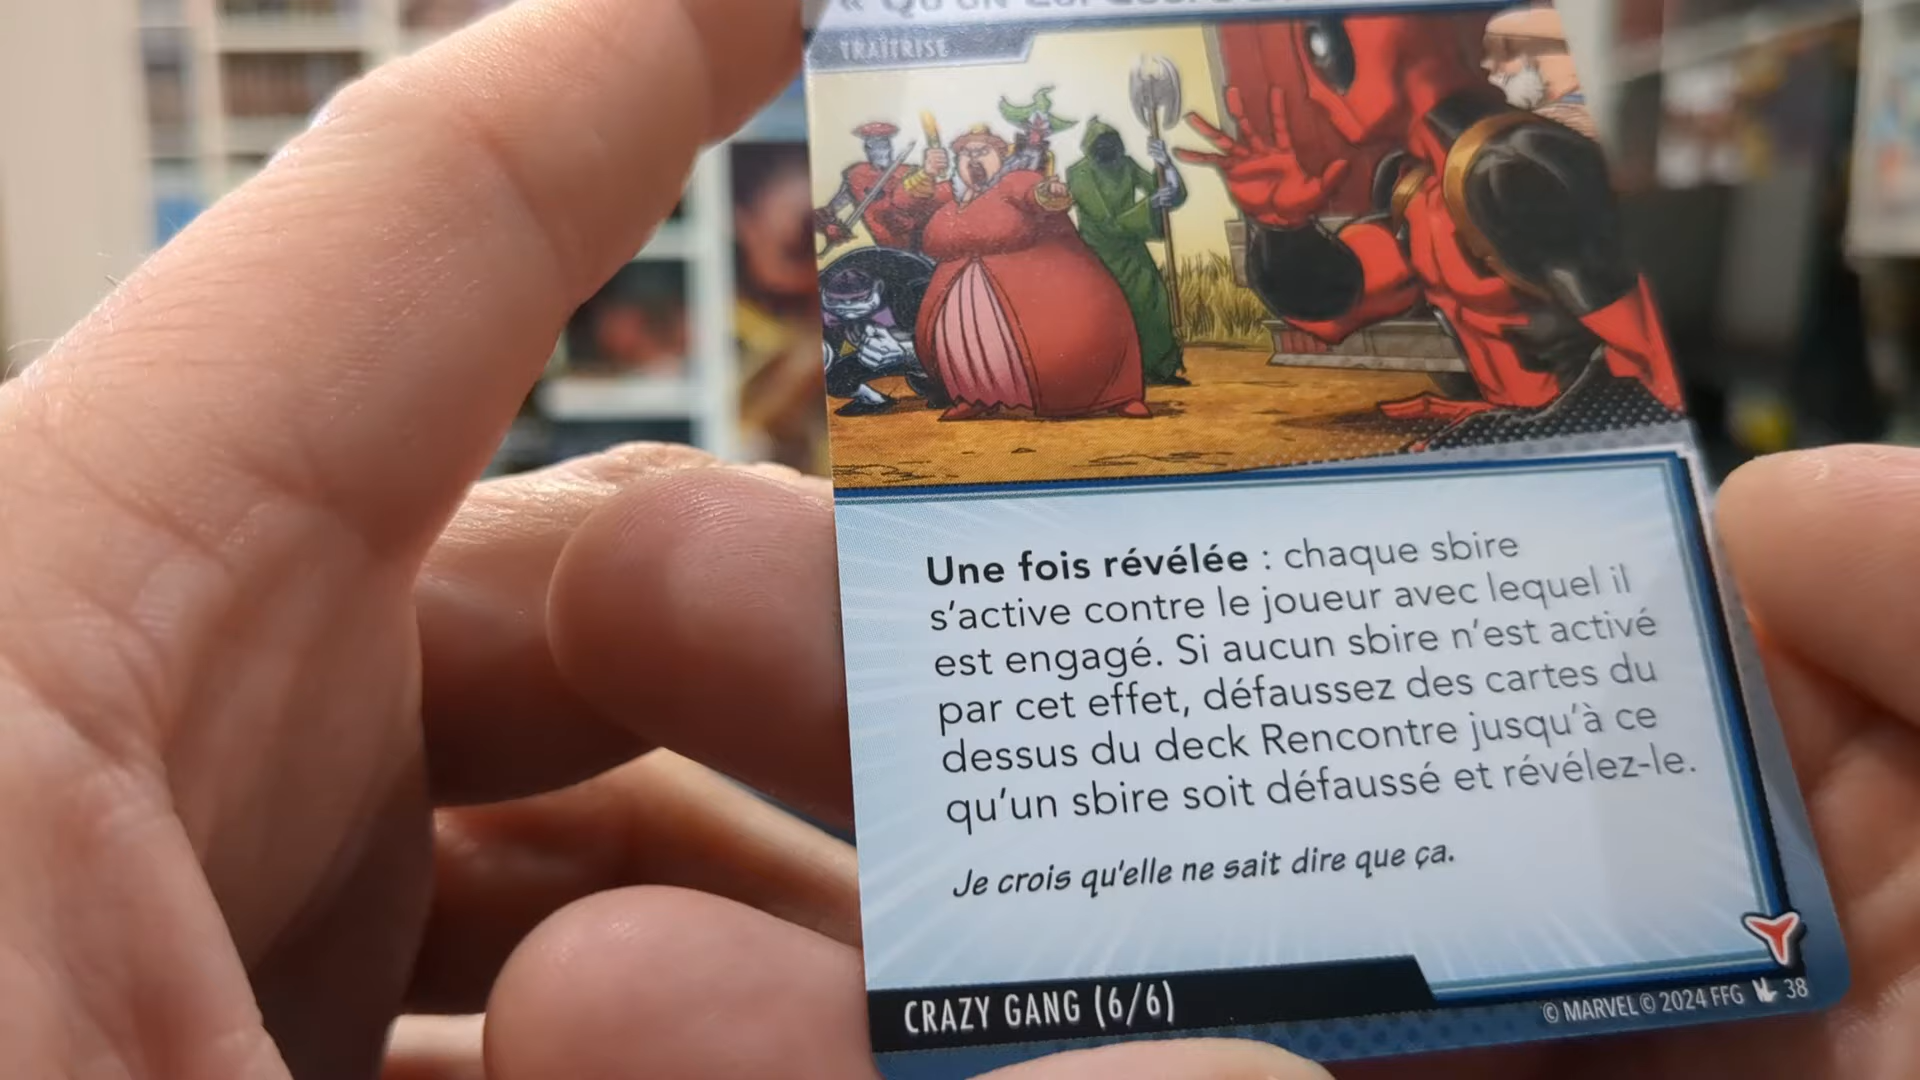 « QU'ON
TRAÎTRISE
Une fois révélée : chaque sbire
s'active contre le joueur avec lequel il
est engagé. Si aucun sbire n'est activé
par cet effet, défaussez des cartes du
dessus du deck Rencontre jusqu'à ce
qu'un sbire soit défaussé et révélez-le.
Je crois qu'elle ne sait dire que ça.
CRAZY GANG (6/6)
© MARVEL © 2024 FFG 38